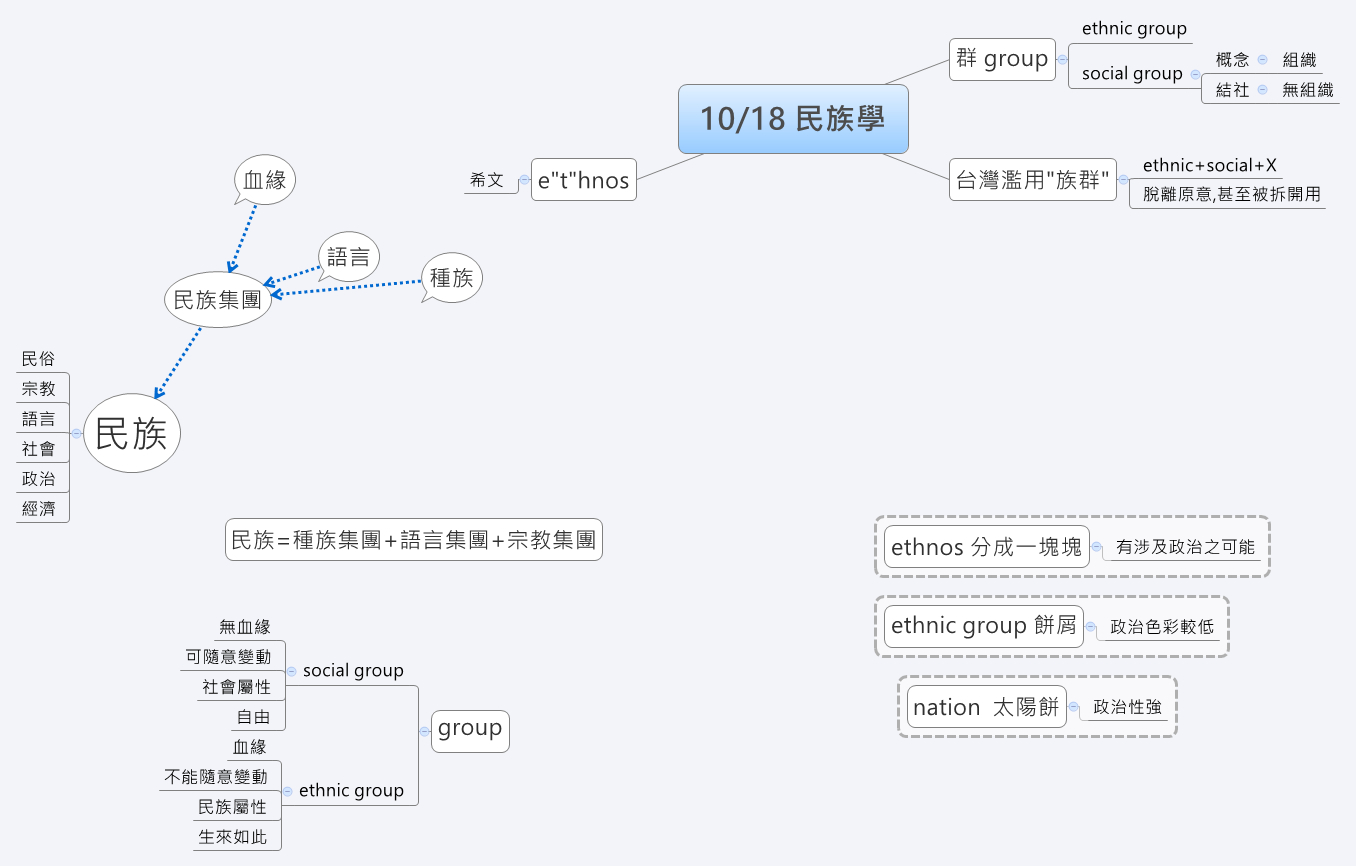 10/18 民族學
群 group
ethnic group
social group
概念
組織
結社
無組織
台灣濫用"族群"
ethnic+social+X
脫離原意,甚至被拆開用
e"t"hnos
希文
血緣
語言
種族
民族集團
民族
民俗
宗教
語言
社會
政治
經濟
民族=種族集團+語言集團+宗教集團
group
social group
無血緣
可隨意變動
社會屬性
自由
ethnic group
血緣
不能隨意變動
民族屬性
生來如此
ethnos 分成一塊塊
有涉及政治之可能
ethnic group 餅屑
政治色彩較低
nation 太陽餅
政治性強